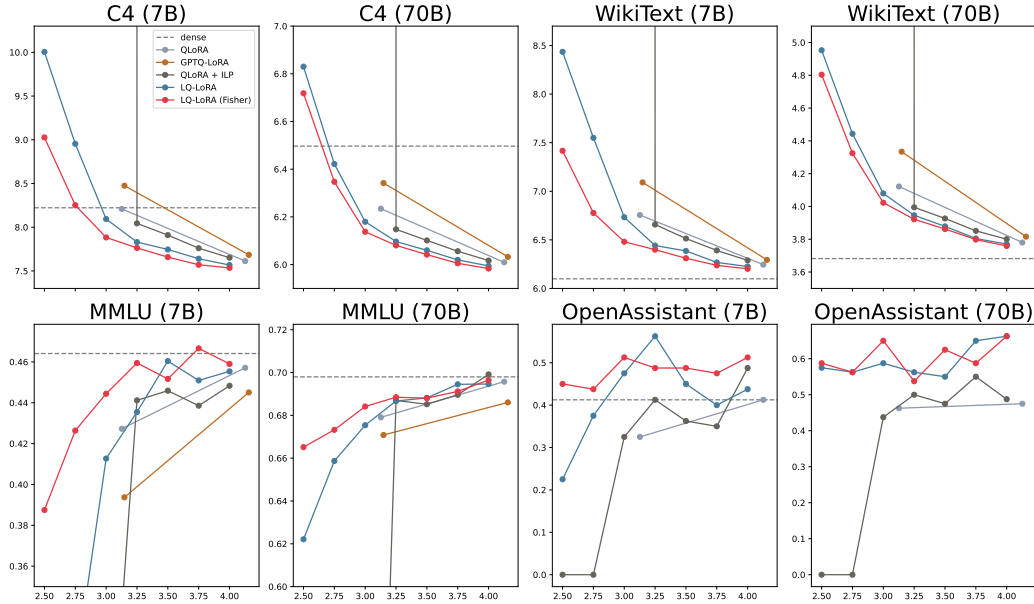 C4 (7B)
C4 (70B)
WikiText (7B)
WikiText (70B)
10.0
9.5
9.0
8.5
8.0
7.5
dense
QLoRA
GPTQ-LoRA
QLoRA + ILP
LQ-LoRA
LQ-LoRA (Fisher)
7.0
6.8
6.6
6.4
6.2
6.0
8.5
8.0
7.5
7.0
6.5
6.0
5.0
4.8
4.6
4.4
4.2
4.0
3.8
3.6
MMLU (7B)
MMLU (70B)
OpenAssistant (7B)
OpenAssistant (70B)
0.46
0.44
0.42
0.40
0.38
0.36
2.50 2.75 3.00 3.25 3.50 3.75 4.00
0.72
0.70
0.68
0.66
0.64
0.62
0.60
2.50 2.75 3.00 3.25 3.50 3.75 4.00
0.5
0.4
0.3
0.2
0.1
0.0
2.50 2.75 3.00 3.25 3.50 3.75 4.00
0.6
0.5
0.4
0.3
0.2
0.1
0.0
2.50 2.75 3.00 3.25 3.50 3.75 4.00